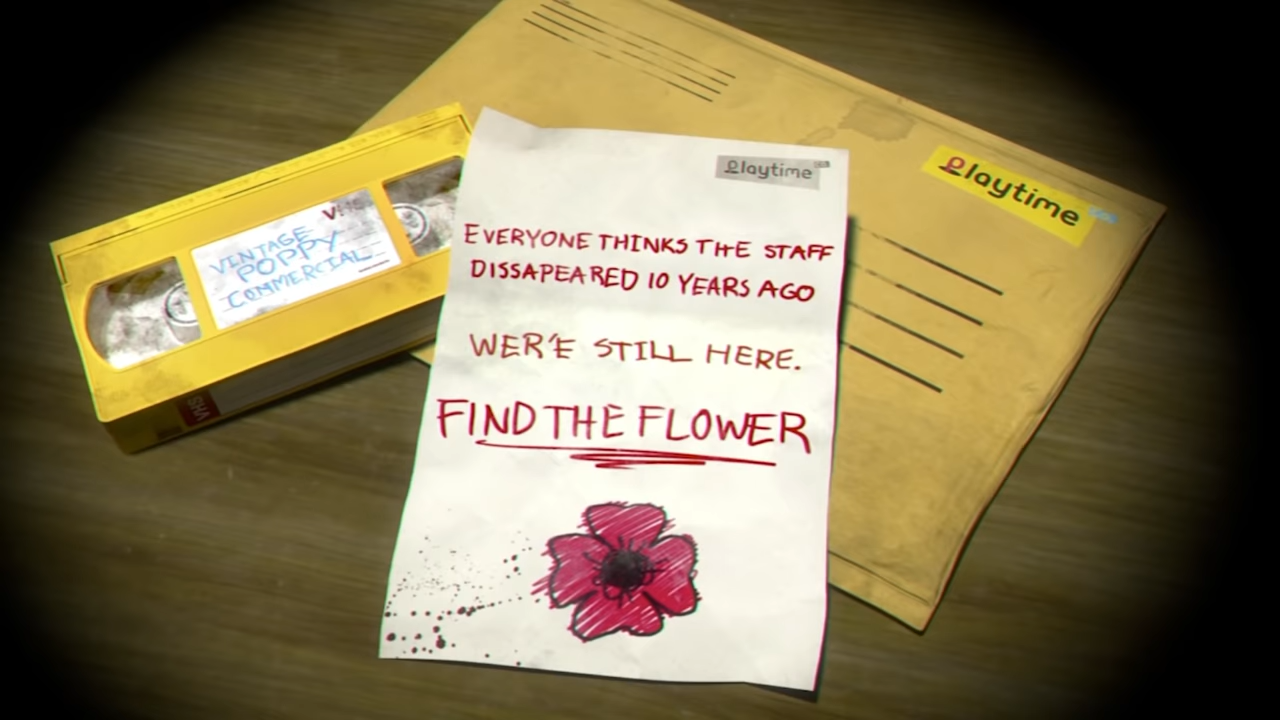 VINTAGE
POPPY
COMMERCIAL
VHS
Playtime
EVERYONE THINKS THE STAFF
DISSAPEARED 10 YEARS AGO
WER'E STILL HERE.
FIND THE FLOWER
Playtime